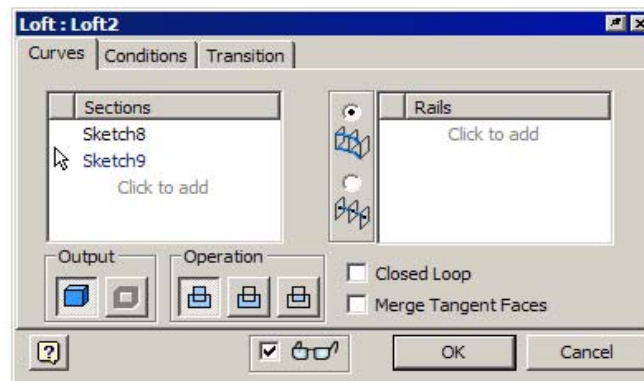 Loft : Loft2
Curves
Conditions
Transition
Sections
Sketch8
Sketch9
Click to add
Rails
Click to add
Output
Operation
Closed Loop
Merge Tangent Faces
?
OK
Cancel